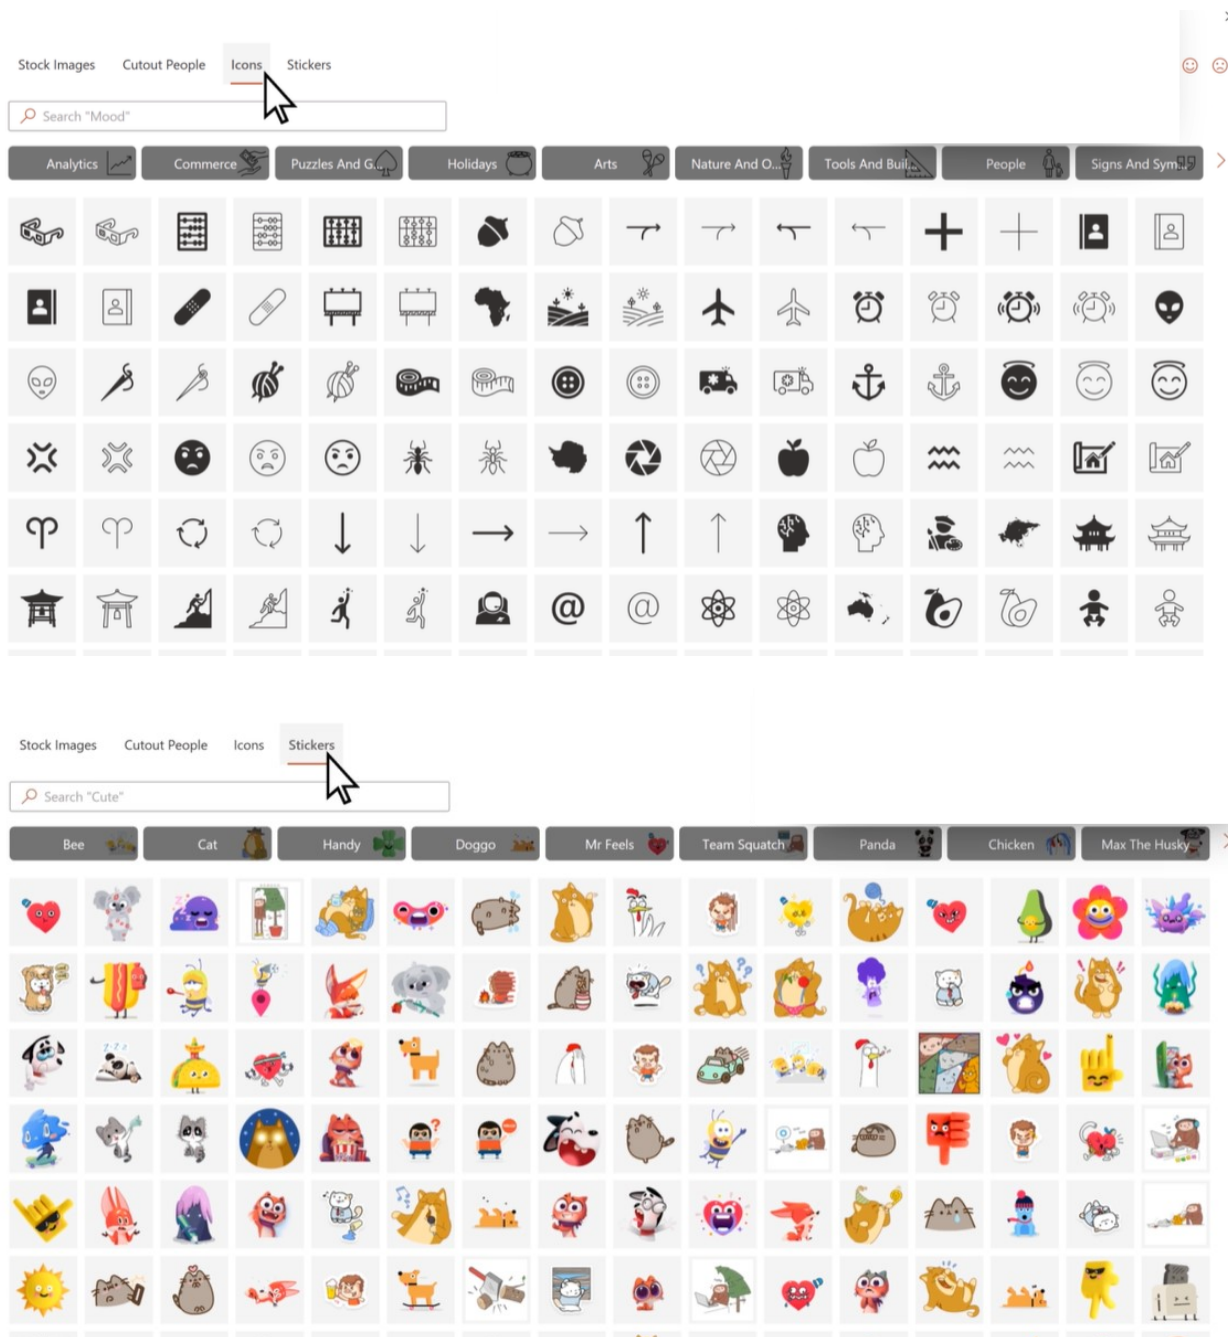 Stock Images Cutout People Icons Stickers
Search "Mood"
Analytics Commerce Puzzles And G... Holidays Arts Nature And O... Tools And Buil... People Signs And Sym...
@ @
Stock Images Cutout People Icons Stickers
Search "Cute"
Bee Cat Handy Doggo Mr Feels Team Squatch Panda Chicken Max The Husky